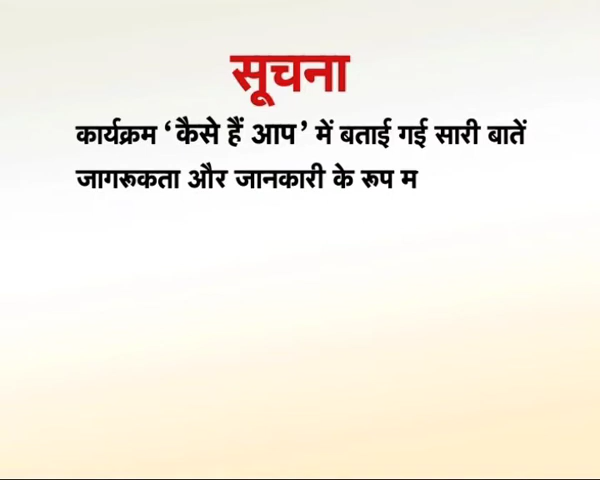 सूचना
कार्यक्रम ‘कैसे हैं आप’ में बताई गई सारी बातें
जागरूकता और जानकारी के रूप म